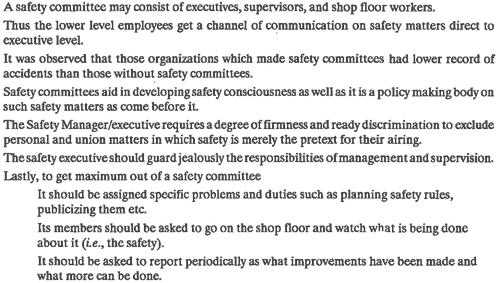 A safety committee may consist of executives, supervisors, and shop floor workers.
Thus the lower level employees get a channel of communication on safety matters direct to
executive level.
It was observed that those organizations which made safety committees had lower record of
accidents than those without safety committees.
Safety committees aid in developing safety consciousness as well as it is a policy making body on
such safety matters as come before it.
The Safety Manager/executive requires a degree of firmness and ready discrimination to exclude
personal and union matters in which safety is merely the pretext for their airing.
The safety executive should guard jealously the responsibilities of management and supervision.
Lastly, to get maximum out of a safety committee
It should be assigned specific problems and duties such as planning safety rules,
publicizing them etc.
Its members should be asked to go on the shop floor and watch what is being done
about it (i.e., the safety).
It should be asked to report periodically as what improvements have been made and
what more can be done.